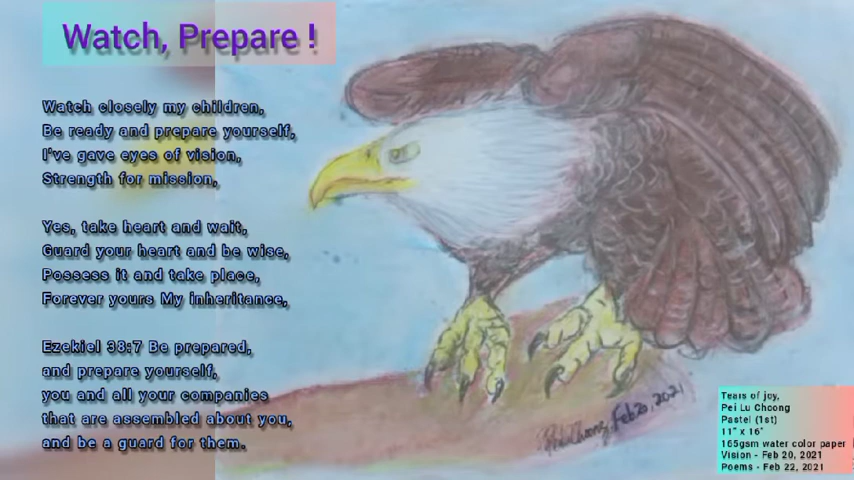 Watch, Prepare !
Watch closely my children,
Be ready and prepare yourself,
I've gave eyes of vision,
Strength for mission,
Yes, take heart and wait,
Guard your heart and be wise,
Possess it and take place,
Forever yours My inheritance,
Ezekiel 38:7 Be prepared,
and prepare yourself,
you and all your companies
that are assembled about you,
and be a guard for them.
Feb 20, 2021
Tears of joy,
Pei Lu Choong
Pastel (1st)
11" x 16"
165gsm water color paper
Vision - Feb 20, 2021
Poems - Feb 22, 2021